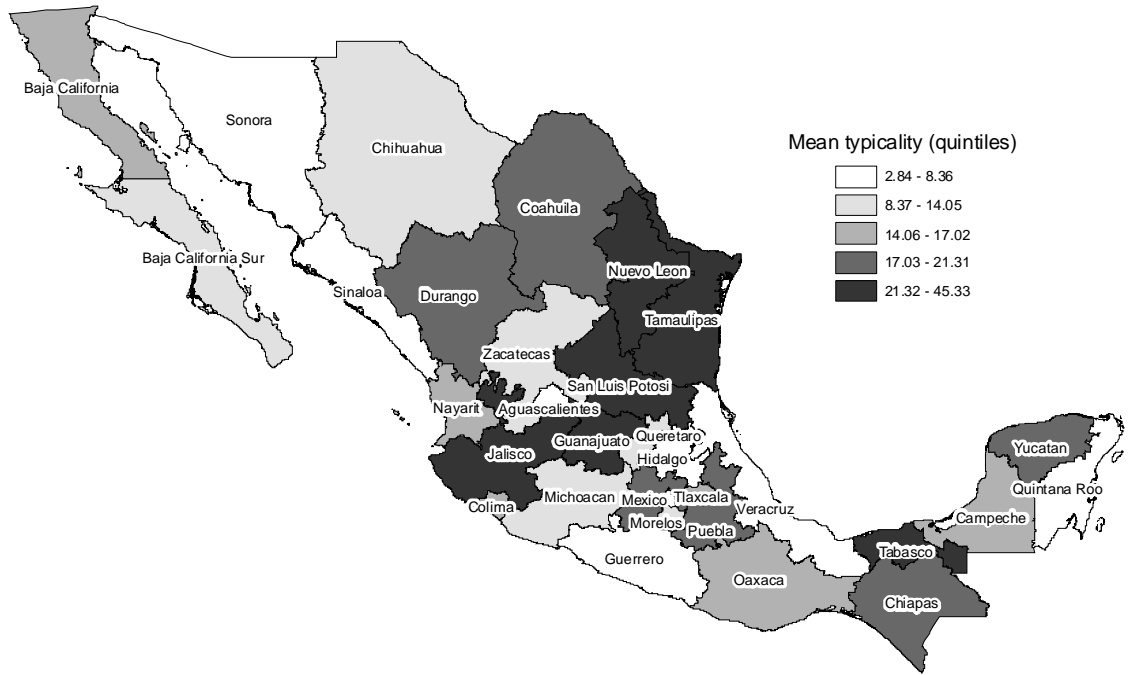 Mean typicality (quintiles)
2.84 - 8.36
8.37 - 14.05
14.06 - 17.02
17.03 - 21.31
21.32 - 45.33
Baja California
Sonora
Chihuahua
Coahuila
Baja California Sur
Nuevo Leon
Sinaloa
Durango
Tamaulipas
Zacatecas
San Luis Potosi
Nayarit
Aguascalientes
Guanajuato
Queretaro
Jalisco
Hidalgo
Yucatan
Quintana Roo
Michoacan
Mexico
Tlaxcala
Colima
Veracruz
Campeche
Morelos
Puebla
Tabasco
Guerrero
Oaxaca
Chiapas